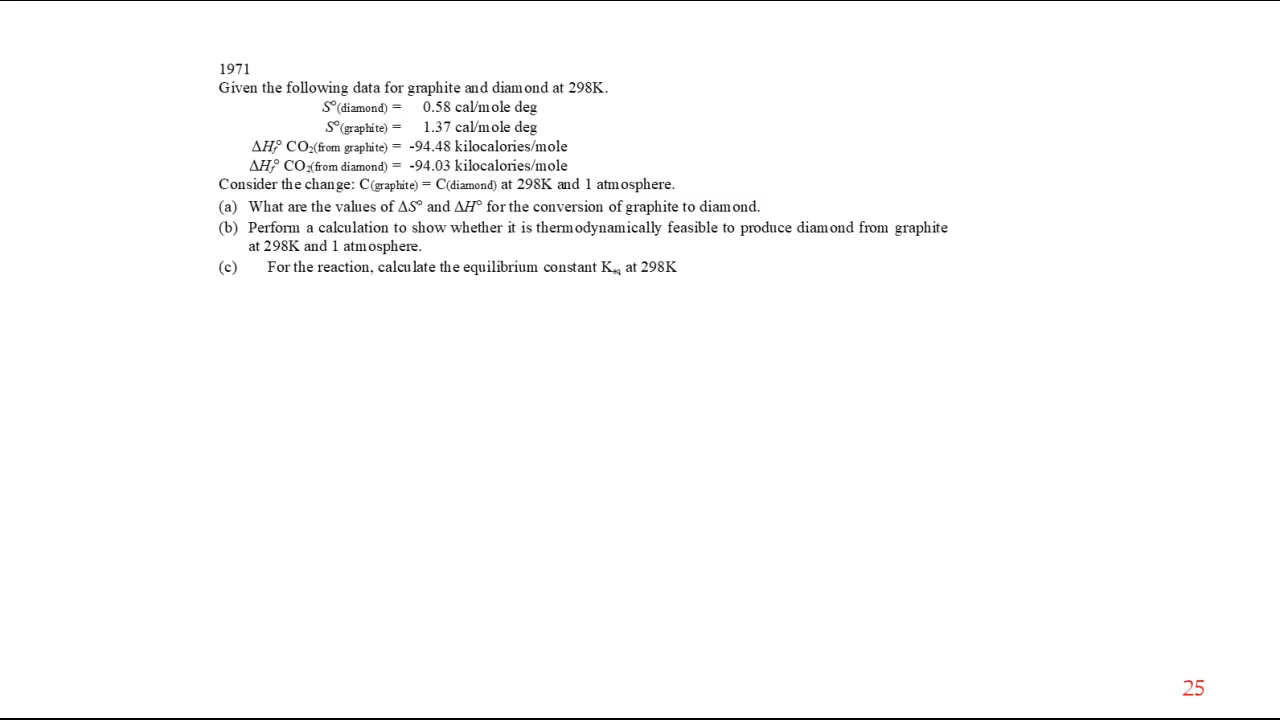 1971
Given the following data for graphite and diamond at 298K.
S°(diamond) = 0.58 cal/mole deg
S°(graphite) = 1.37 cal/mole deg
ΔHf° CO₂(from graphite) = -94.48 kilocalories/mole
ΔHf° CO₂(from diamond) = -94.03 kilocalories/mole
Consider the change: C(graphite) = C(diamond) at 298K and 1 atmosphere.
(a) What are the values of ΔS° and ΔH° for the conversion of graphite to diamond.
(b) Perform a calculation to show whether it is thermodynamically feasible to produce diamond from graphite
at 298K and 1 atmosphere.
(c) For the reaction, calculate the equilibrium constant Keq at 298K
25